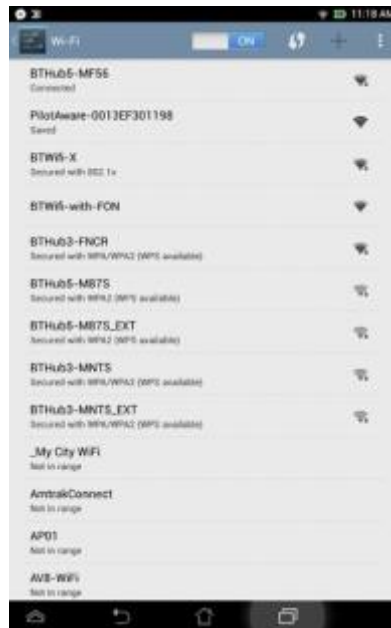 11:18 AM
Wi-Fi
ON
BTHub5-MF56
Connected
PilotAware-0013EF301198
Saved
BTWifi-X
Secured with 802.1x
BTWifi-with-FON
BTHub3-FNCR
Secured with WPA/WPA2 (WPS available)
BTHub5-M87S
Secured with WPA2 (WPS available)
BTHub5-M87S_EXT
Secured with WPA2 (WPS available)
BTHub3-MNTS
Secured with WPA/WPA2 (WPS available)
BTHub3-MNTS_EXT
Secured with WPA/WPA2 (WPS available)
_My City WiFi
Not in range
AmtrakConnect
Not in range
AP01
Not in range
AVB-WiFi
Not in range